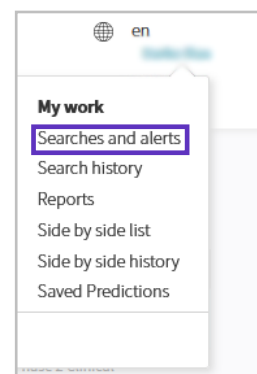 en
My work
Searches and alerts
Search history
Reports
Side by side list
Side by side history
Saved Predictions